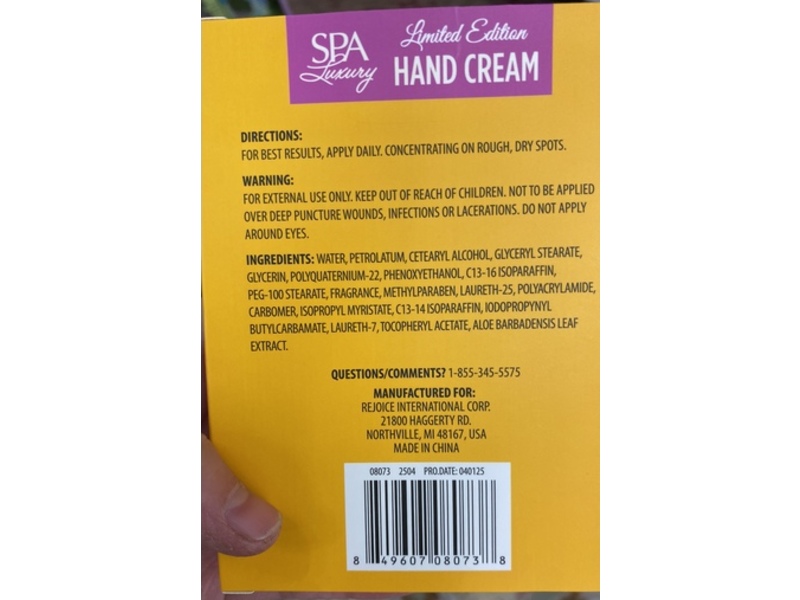 SPA
Luxury
Limited Edition
HAND CREAM
DIRECTIONS:
FOR BEST RESULTS, APPLY DAILY. CONCENTRATING ON ROUGH, DRY SPOTS.
WARNING:
FOR EXTERNAL USE ONLY. KEEP OUT OF REACH OF CHILDREN. NOT TO BE APPLIED
OVER DEEP PUNCTURE WOUNDS, INFECTIONS OR LACERATIONS. DO NOT APPLY
AROUND EYES.
INGREDIENTS: WATER, PETROLATUM, CETEARYL ALCOHOL, GLYCERYL STEARATE,
GLYCERIN, POLYQUATERNIUM-22, PHENOXYETHANOL, C13-16 ISOPARAFFIN,
PEG-100 STEARATE, FRAGRANCE, METHYLPARABEN, LAURETH-25, POLYACRYLAMIDE,
CARBOMER, ISOPROPYL MYRISTATE, C13-14 ISOPARAFFIN, IODOPROPYNYL
BUTYLCARBAMATE, LAURETH-7, TOCOPHERYL ACETATE, ALOE BARBADENSIS LEAF
EXTRACT.
QUESTIONS/COMMENTS? 1-855-345-5575
MANUFACTURED FOR:
REJOICE INTERNATIONAL CORP.
21800 HAGGERTY RD.
NORTHVILLE, MI 48167, USA
MADE IN CHINA
08073 2504 PRO.DATE: 040125
8 49607 08073 8